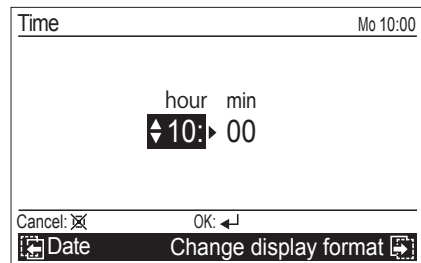 Time Mo 10:00
hour min
10: 00
Cancel: OK:
Date Change display format